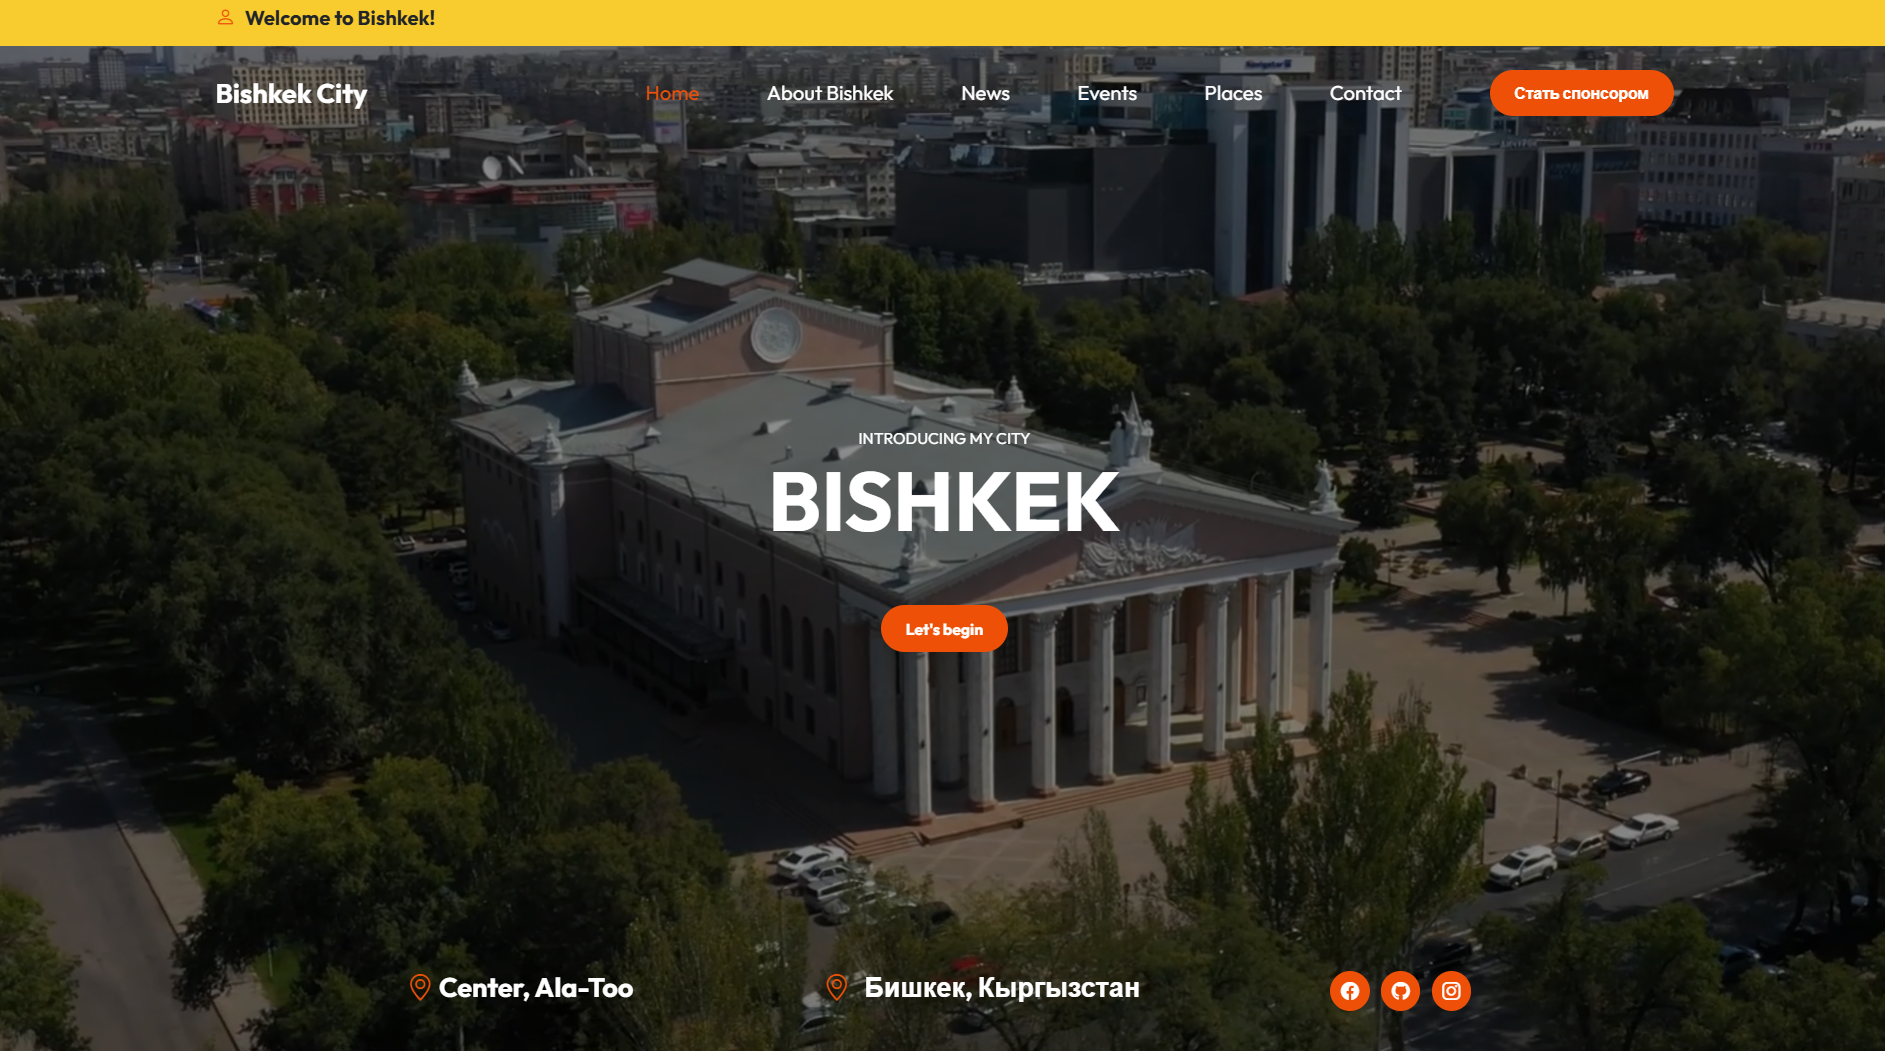 Welcome to Bishkek!
Bishkek City
Home
About Bishkek
News
Events
Places
Contact
Стать спонсором
INTRODUCING MY CITY
BISHKEK
Let's begin
Center, Ala-Too
Бишкек, Кыргызстан